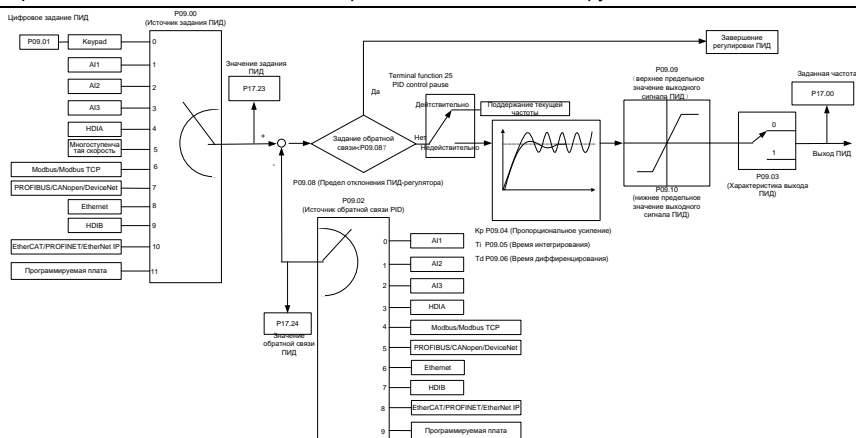 Цифровое задание ПИД
P09.00
(Источник задания ПИД)
P09.01
Keypad
0
AI1
1
AI2
2
AI3
3
HDIA
4
Многоступенча
тая скорость
5
Modbus/Modbus TCP
6
PROFIBUS/CANopen/DeviceNet
7
Ethernet
8
HDIB
9
EtherCAT/PROFINET/EtherNet IP
10
Программируемая плата
11
Значение задания
ПИД
P17.23
+
-
Задание обратной
связи<P09.08?
Да
Нет
P09.08 (Предел отклонения ПИД-регулятора)
Terminal function 25
PID control pause
Действительно
Недействительно
Поддержание текущей
частоты
Завершение
регулировки ПИД
Kp P09.04 (Пропорциональное усиление)
Ti P09.05 (Время интегрирования)
Td P09.06 (Время диффиренцирования)
P09.09
(верхнее предельное
значение выходного
сигнала ПИД)
P09.10
(нижнее предельное
значение выходного
сигнала ПИД)
0
1
P09.03
(Характеристика выхода
ПИД)
Заданная частота
P17.00
Выход ПИД
P09.02
(Источник обратной связи PID)
0
AI1
1
AI2
2
AI3
3
HDIA
4
Modbus/Modbus TCP
5
PROFIBUS/CANopen/DeviceNet
6
Ethernet
7
HDIB
8
EtherCAT/PROFINET/EtherNet IP
9
Программируемая плата
P17.24
Значение
обратной связи
ПИД